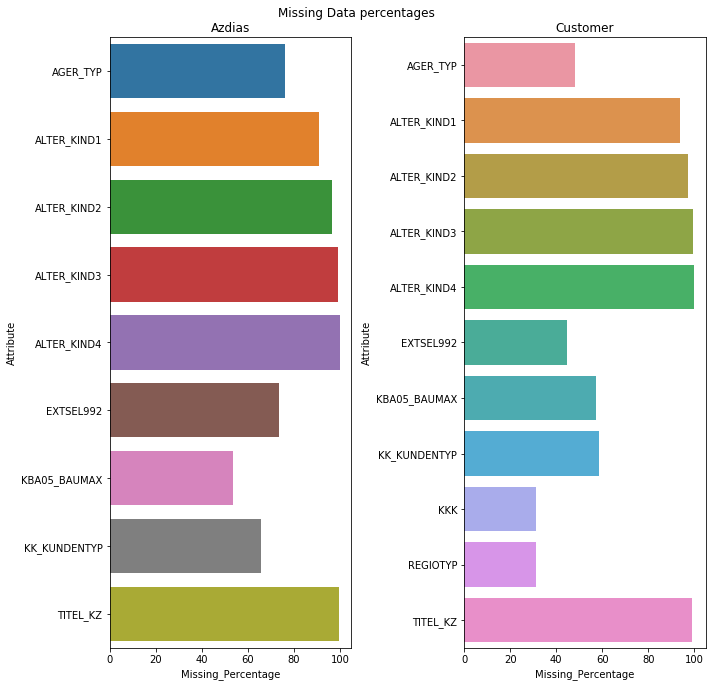 Missing Data percentages
Azdias
AGER_TYP
ALTER_KIND1
ALTER_KIND2
ALTER_KIND3
ALTER_KIND4
EXTSEL992
KBA05_BAUMAX
KK_KUNDENTYP
TITEL_KZ
Attribute
0 20 40 60 80 100
Missing_Percentage
Customer
AGER_TYP
ALTER_KIND1
ALTER_KIND2
ALTER_KIND3
ALTER_KIND4
EXTSEL992
KBA05_BAUMAX
KK_KUNDENTYP
KKK
REGIOTYP
TITEL_KZ
Attribute
0 20 40 60 80 100
Missing_Percentage